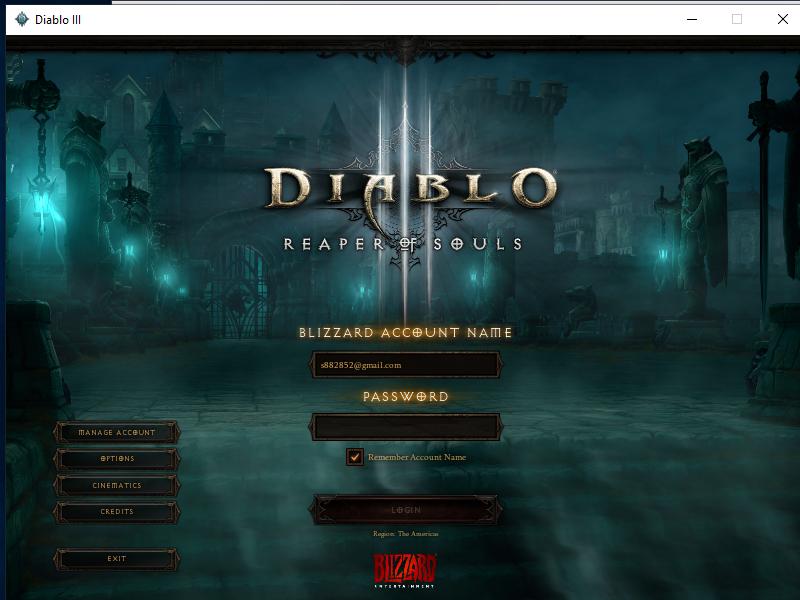 Diablo III
DIABLO
REAPER OF SOULS
BLIZZARD ACCOUNT NAME
s882852@gmail.com
PASSWORD
Remember Account Name
MANAGE ACCOUNT
OPTIONS
CINEMATICS
CREDITS
EXIT
LOGIN
Region: The Americas
BLIZZARD
ENTERTAINMENT